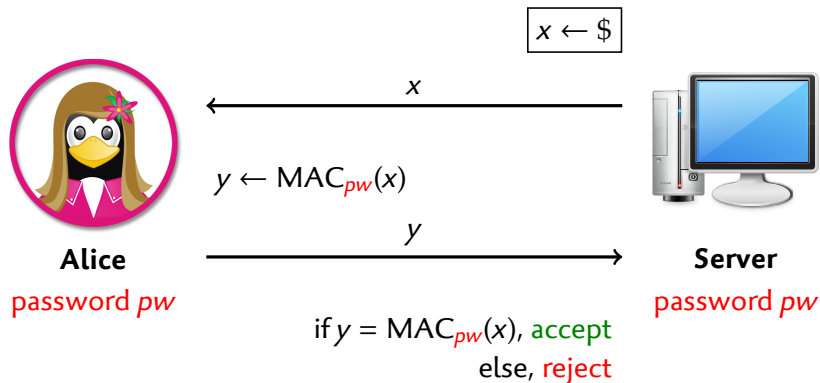 x ← $
x
y ← MAC_pw(x)
y
Alice
Server
password pw
password pw
if y = MAC_pw(x), accept
else, reject